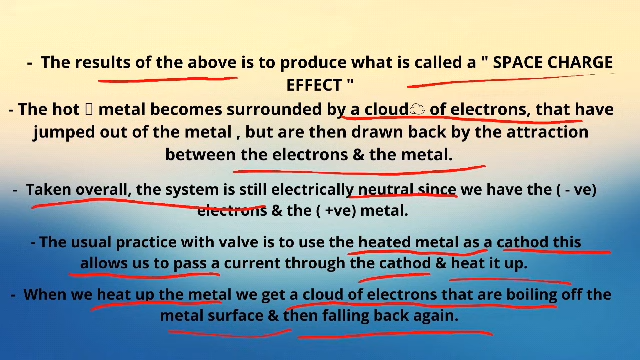 - The results of the above is to produce what is called a " SPACE CHARGE
EFFECT "
- The hot metal becomes surrounded by a cloud of electrons, that have
jumped out of the metal , but are then drawn back by the attraction
between the electrons & the metal.
- Taken overall, the system is still electrically neutral since we have the ( - ve)
electrons & the ( +ve) metal.
- The usual practice with valve is to use the heated metal as a cathod this
allows us to pass a current through the cathod & heat it up.
- When we heat up the metal we get a cloud of electrons that are boiling off the
metal surface & then falling back again.